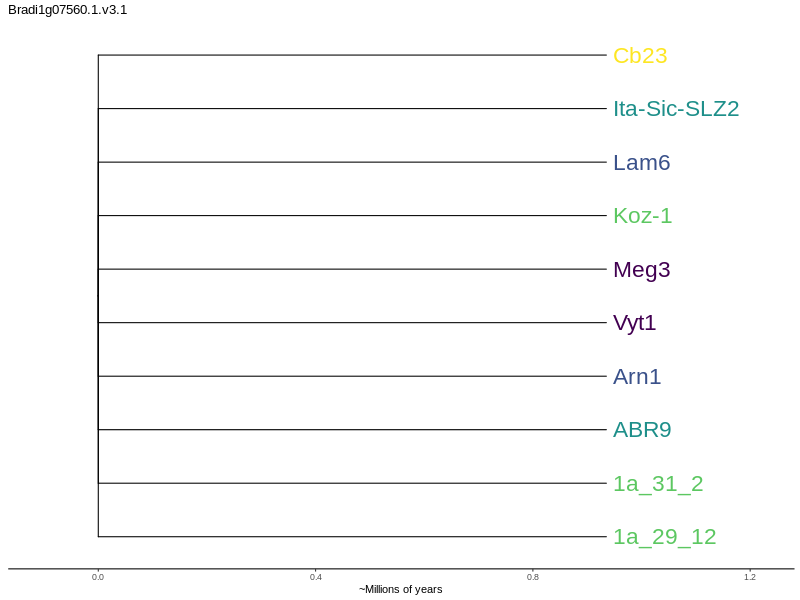 Bradi1g07560.1.v3.1
Cb23
Ita-Sic-SLZ2
Lam6
Koz-1
Meg3
Vyt1
Arn1
ABR9
1a_31_2
1a_29_12
0.0 0.4 0.8 1.2
~Millions of years